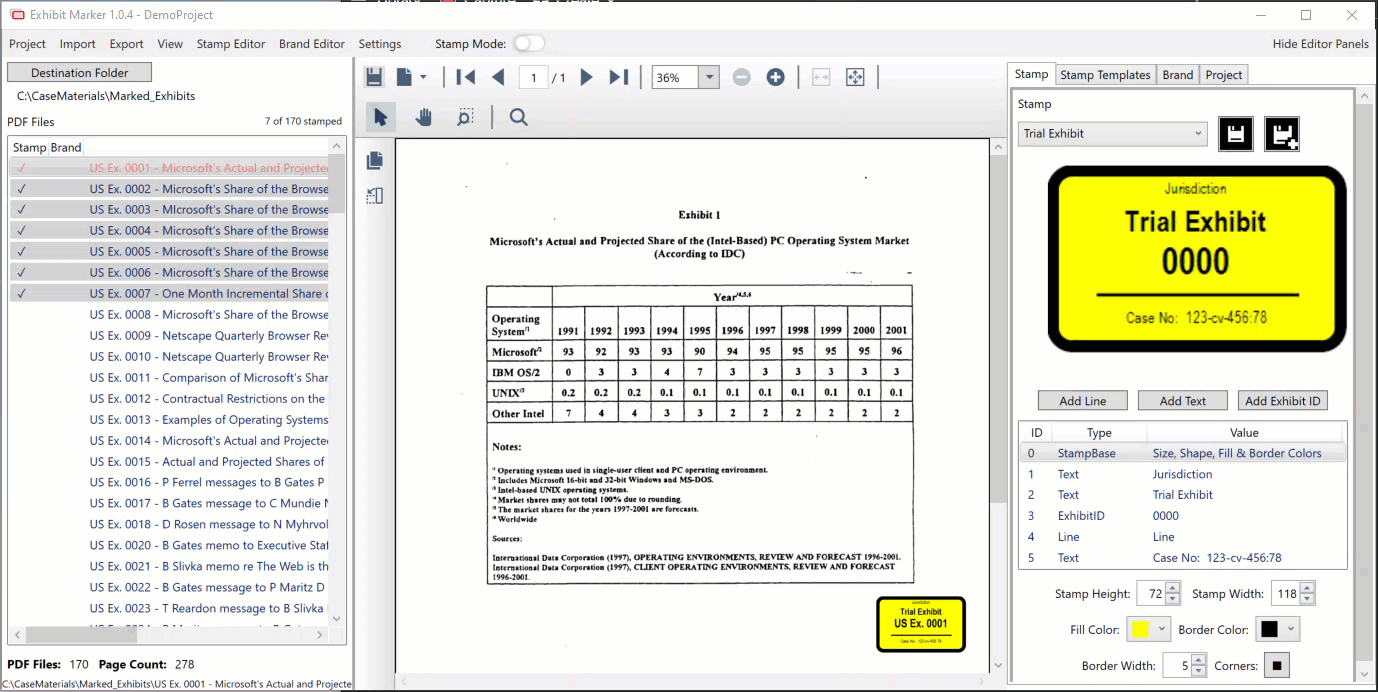 Exhibit Marker 1.0.4 - DemoProject
Project Import Export View Stamp Editor Brand Editor Settings Stamp Mode: Hide Editor Panels
Destination Folder
C:\CaseMaterials\Marked_Exhibits
PDF Files 7 of 170 stamped
Stamp Brand
✓ US Ex. 0001 - Microsoft's Actual and Projecte
✓ US Ex. 0002 - Microsoft's Share of the Browse
✓ US Ex. 0003 - MIcrosoft's Share of the Browse
✓ US Ex. 0004 - Microsoft's Share of the Browse
✓ US Ex. 0005 - Microsoft's Share of the Browse
✓ US Ex. 0006 - Microsoft's Share of the Browse
✓ US Ex. 0007 - One Month Incremental Share o
US Ex. 0008 - Microsoft's Share of the Browse
US Ex. 0009 - Netscape Quarterly Browser Rev
US Ex. 0010 - Netscape Quarterly Browser Rev
US Ex. 0011 - Comparison of Microsoft's Shar
US Ex. 0012 - Contractual Restrictions on the
US Ex. 0013 - Examples of Operating Systems
US Ex. 0014 - Microsoft's Actual and Projected
US Ex. 0015 - Actual and Projected Shares of
US Ex. 0016 - P Ferrel messages to B Gates P
US Ex. 0017 - B Gates message to C Mundie N
US Ex. 0018 - D Rosen message to N Myhrvol
US Ex. 0020 - B Gates memo to Executive Staf
US Ex. 0021 - B Slivka memo re The Web is th
US Ex. 0022 - B Gates message to P Maritz D
US Ex. 0023 - T Reardon message to B Slivka
PDF Files: 170 Page Count: 278
C:\CaseMaterials\Marked_Exhibits\US Ex. 0001 - Microsoft's Actual and Projecte
1 / 1
36%
Exhibit 1
Microsoft's Actual and Projected Share of the (Intel-Based) PC Operating System Market
(According to IDC)
Year/4,5,6
Operating
System/1 1991 1992 1993 1994 1995 1996 1997 1998 1999 2000 2001
Microsoft/2 93 92 93 93 90 94 95 95 95 95 96
IBM OS/2 0 3 3 4 7 3 3 3 3 3 3
UNIX/3 0.2 0.2 0.2 0.1 0.1 0.1 0.1 0.1 0.1 0.1 0.1
Other Intel 7 4 4 3 3 2 2 2 2 2 2
Notes:
/1 Operating systems used in single-user client and PC operating environment.
/2 Includes Microsoft 16-bit and 32-bit Windows and MS-DOS.
/3 Intel-based UNIX operating systems.
/4 Market shares may not total 100% due to rounding.
/5 The market shares for the years 1997-2001 are forecasts.
/6 Worldwide
Sources:
International Data Corporation (1997), OPERATING ENVIRONMENTS, REVIEW AND FORECAST 1996-2001.
International Data Corporation (1997), CLIENT OPERATING ENVIRONMENTS, REVIEW AND FORECAST
1996-2001.
Jurisdiction
Trial Exhibit
US Ex. 0001
Case No: 123-cv-456:78
Stamp Stamp Templates Brand Project
Stamp
Trial Exhibit
Jurisdiction
Trial Exhibit
0000
Case No: 123-cv-456:78
Add Line Add Text Add Exhibit ID
ID Type Value
0 StampBase Size, Shape, Fill & Border Colors
1 Text Jurisdiction
2 Text Trial Exhibit
3 ExhibitID 0000
4 Line Line
5 Text Case No: 123-cv-456:78
Stamp Height: 72 Stamp Width: 118
Fill Color: Border Color:
Border Width: 5 Corners: